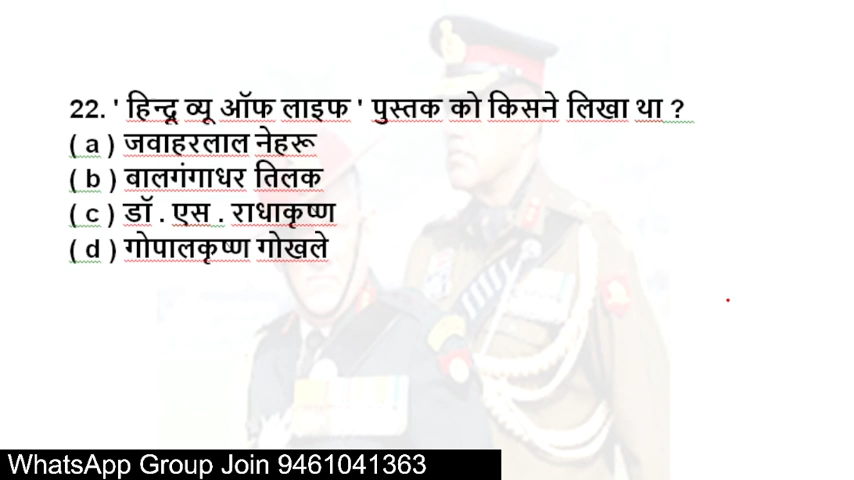 22. ' हिन्दू व्यू ऑफ लाइफ ' पुस्तक को किसने लिखा था ?
( a ) जवाहरलाल नेहरू
( b ) बालगंगाधर तिलक
( c ) डॉ . एस . राधाकृष्ण
( d ) गोपालकृष्ण गोखले
WhatsApp Group Join 9461041363